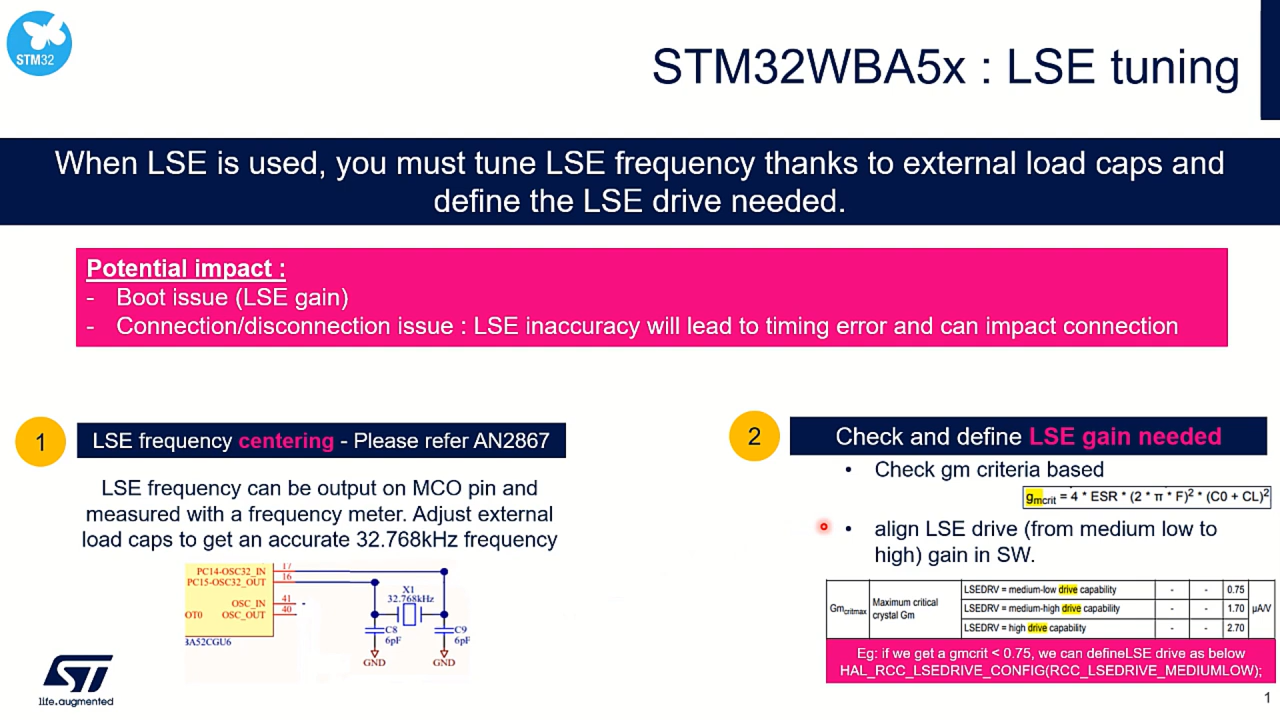 STM32
STM32WBA5x : LSE tuning
When LSE is used, you must tune LSE frequency thanks to external load caps and
define the LSE drive needed.
Potential impact :
- Boot issue (LSE gain)
- Connection/disconnection issue : LSE inaccuracy will lead to timing error and can impact connection
1
LSE frequency centering - Please refer AN2867
LSE frequency can be output on MCO pin and
measured with a frequency meter. Adjust external
load caps to get an accurate 32.768kHz frequency
PC14-OSC32_IN 17
PC15-OSC32_OUT 16
OSC_IN 41
OSC_OUT 40
OT0
BA52CGU6
X1
32.768kHz
C8
6pF
C9
6pF
GND
GND
2
Check and define LSE gain needed
• Check gm criteria based
gmcrit = 4 * ESR * (2 * π * F)² * (C0 + CL)²
• align LSE drive (from medium low to
high) gain in SW.
Gmcritmax
Maximum critical
crystal Gm
LSEDRV = medium-low drive capability - - 0.75
LSEDRV = medium-high drive capability - - 1.70
LSEDRV = high drive capability - - 2.70
µA/V
Eg: if we get a gmcrit < 0.75, we can defineLSE drive as below
HAL_RCC_LSEDRIVE_CONFIG(RCC_LSEDRIVE_MEDIUMLOW);
ST
life.augmented
1